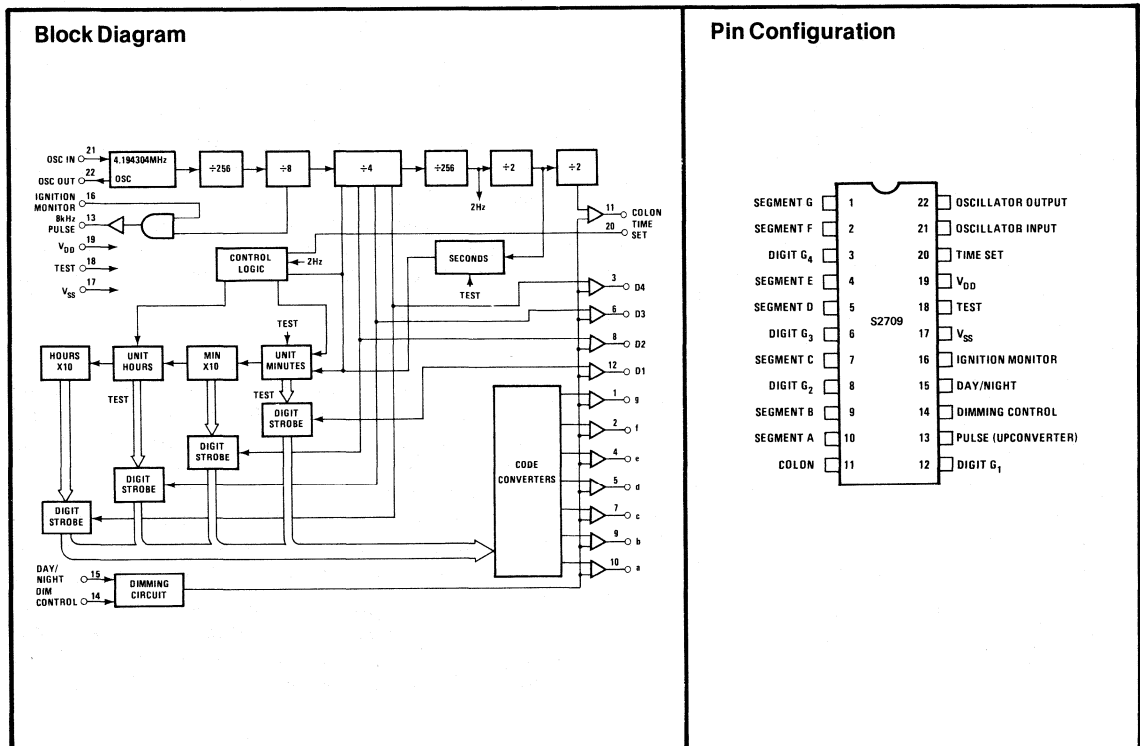 Block Diagram
Pin Configuration
OSC IN 21
4.194304MHz
OSC
÷256
÷8
÷4
÷256
÷2
÷2
OSC OUT 22
IGNITION
MONITOR 16
8kHz
PULSE 13
VDD 19
TEST 18
VSS 17
2Hz
11 COLON
20 TIME
SET
CONTROL
LOGIC
2Hz
SECONDS
TEST
3 D4
6 D3
8 D2
12 D1
TEST
HOURS
X10
UNIT
HOURS
MIN
X10
UNIT
MINUTES
TEST
TEST
DIGIT
STROBE
DIGIT
STROBE
DIGIT
STROBE
DIGIT
STROBE
CODE
CONVERTERS
1 g
2 f
4 e
5 d
7 c
9 b
10 a
DAY/
NIGHT 15
DIM
CONTROL 14
DIMMING
CIRCUIT
SEGMENT G 1 22 OSCILLATOR OUTPUT
SEGMENT F 2 21 OSCILLATOR INPUT
DIGIT G4 3 20 TIME SET
SEGMENT E 4 19 VDD
SEGMENT D 5 18 TEST
S2709
DIGIT G3 6 17 VSS
SEGMENT C 7 16 IGNITION MONITOR
DIGIT G2 8 15 DAY/NIGHT
SEGMENT B 9 14 DIMMING CONTROL
SEGMENT A 10 13 PULSE (UPCONVERTER)
COLON 11 12 DIGIT G1